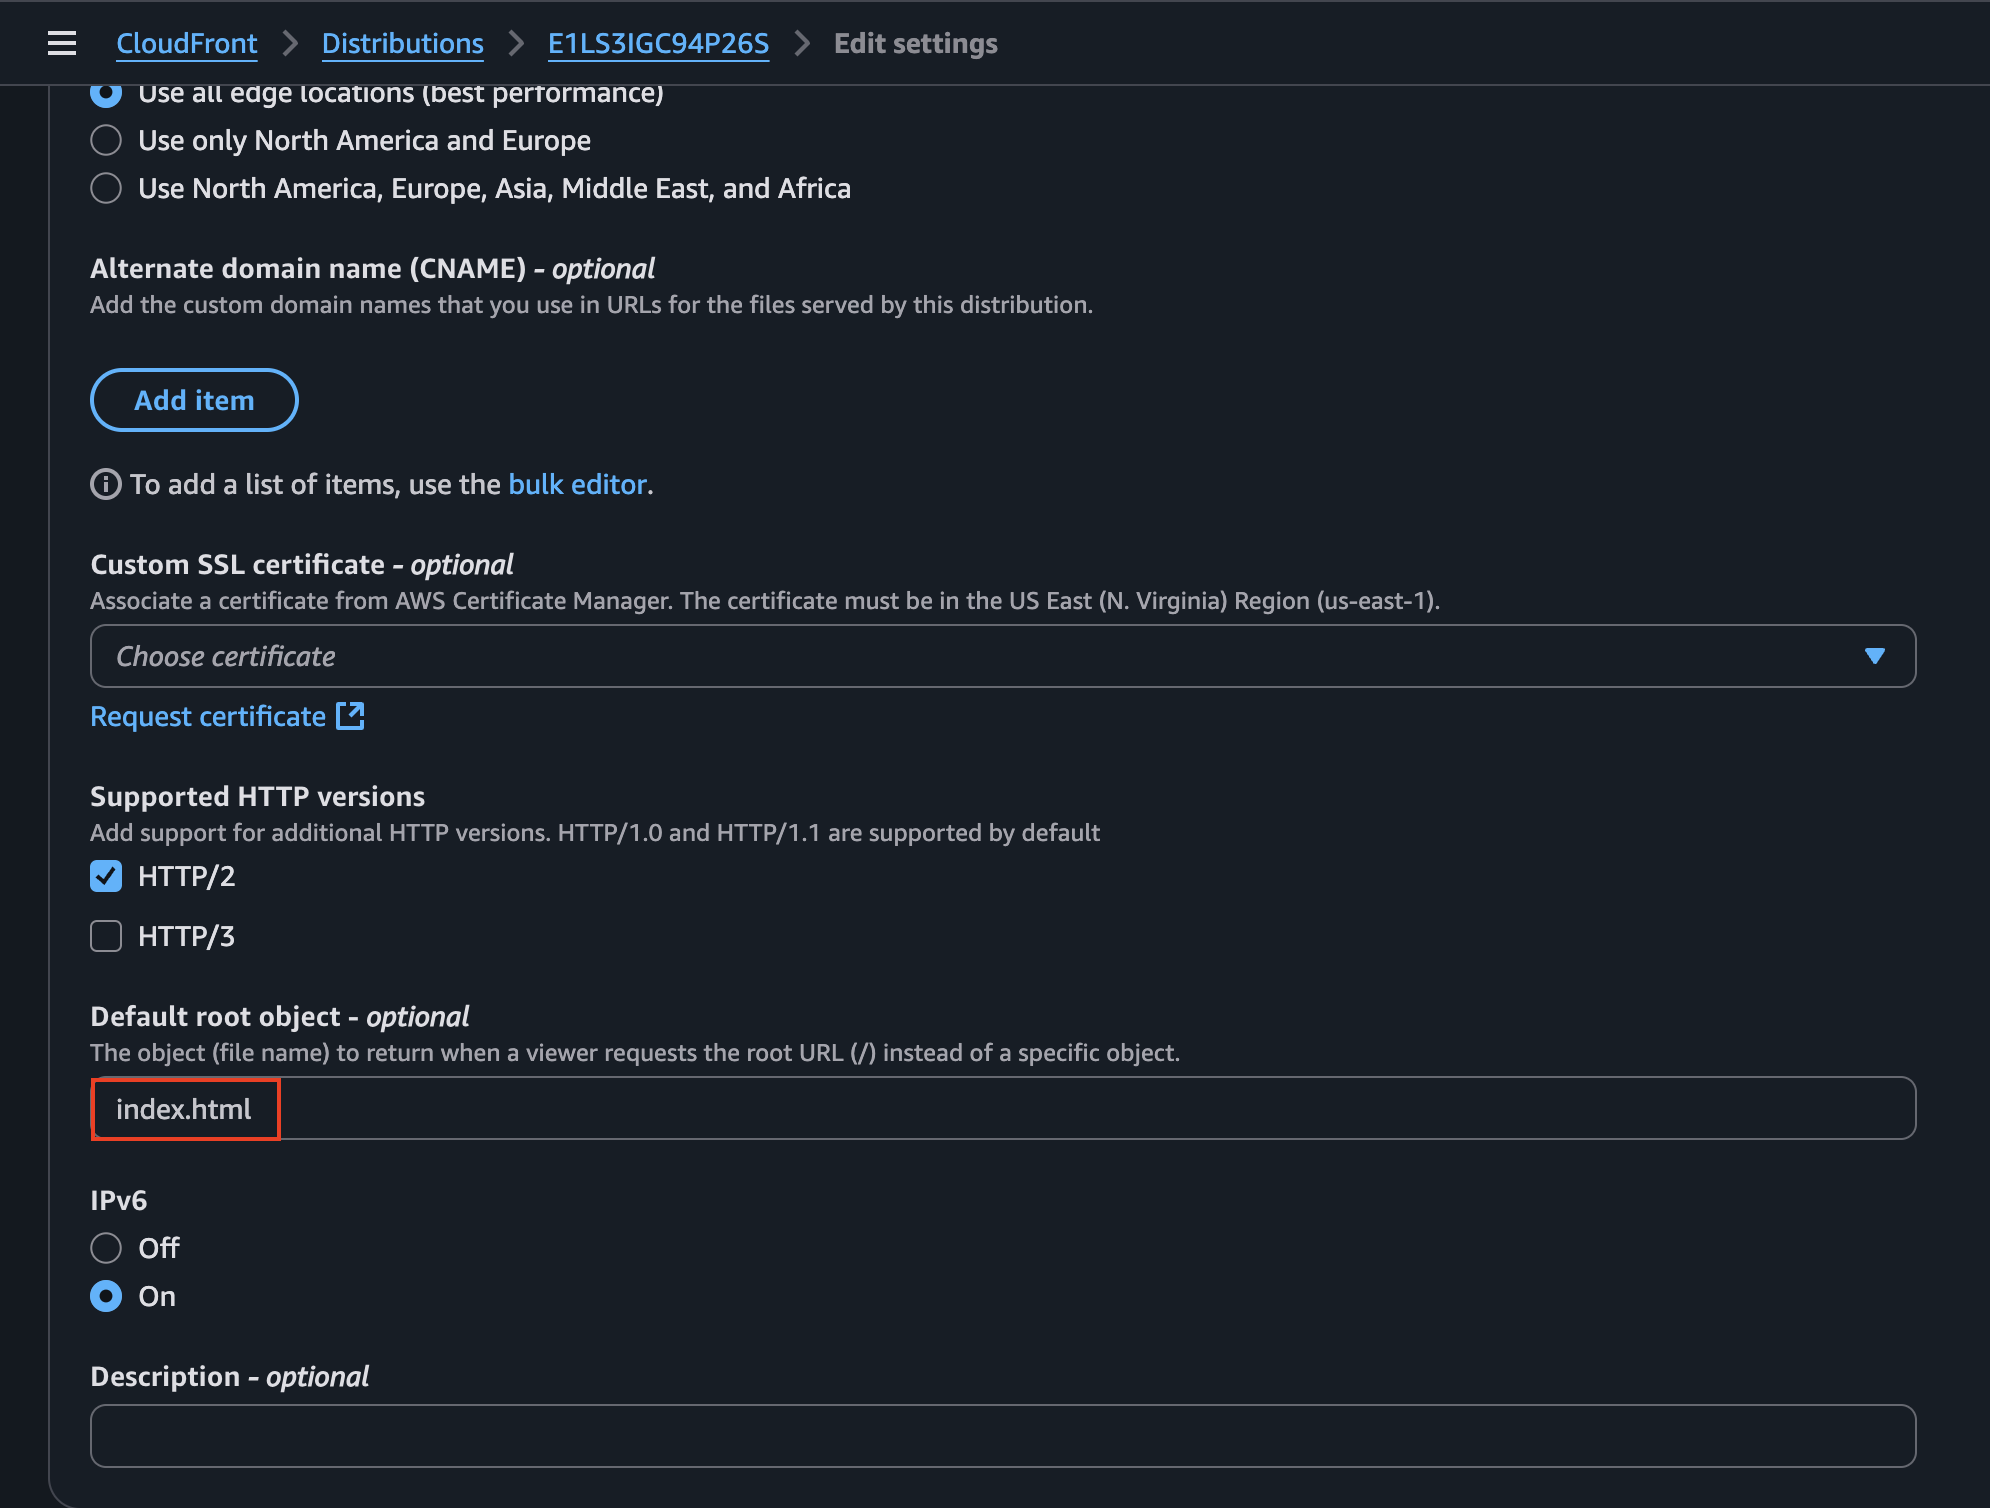 CloudFront > Distributions > E1LS3IGC94P26S > Edit settings
Use all edge locations (best performance)
Use only North America and Europe
Use North America, Europe, Asia, Middle East, and Africa
Alternate domain name (CNAME) - optional
Add the custom domain names that you use in URLs for the files served by this distribution.
Add item
To add a list of items, use the bulk editor.
Custom SSL certificate - optional
Associate a certificate from AWS Certificate Manager. The certificate must be in the US East (N. Virginia) Region (us-east-1).
Choose certificate
Request certificate
Supported HTTP versions
Add support for additional HTTP versions. HTTP/1.0 and HTTP/1.1 are supported by default
HTTP/2
HTTP/3
Default root object - optional
The object (file name) to return when a viewer requests the root URL (/) instead of a specific object.
index.html
IPv6
Off
On
Description - optional